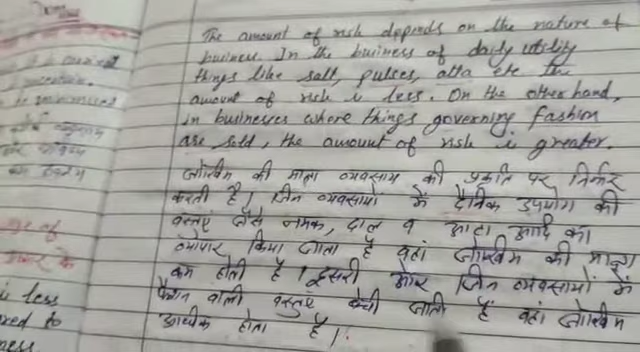 The amount of risk depends on the nature of
business. In the business of daily utility
things like salt, pulses, atta etc the
amount of risk is less. On the other hand,
in businesses where things governing fashion
are sold, the amount of risk is greater.
जोखिम की मात्रा व्यवसाय की प्रकृति पर निर्भर
करती है। जिन व्यवसायों में दैनिक उपयोग की
वस्तुएं जैसे नमक, दाल व आटा आदि का
व्यापार किया जाता है वहां जोखिम की मात्रा
कम होती है। दूसरी ओर जिन व्यवसायों में
फैशन वाली वस्तुएं बेची जाती हैं वहां जोखिम
अधिक होता है।
is less